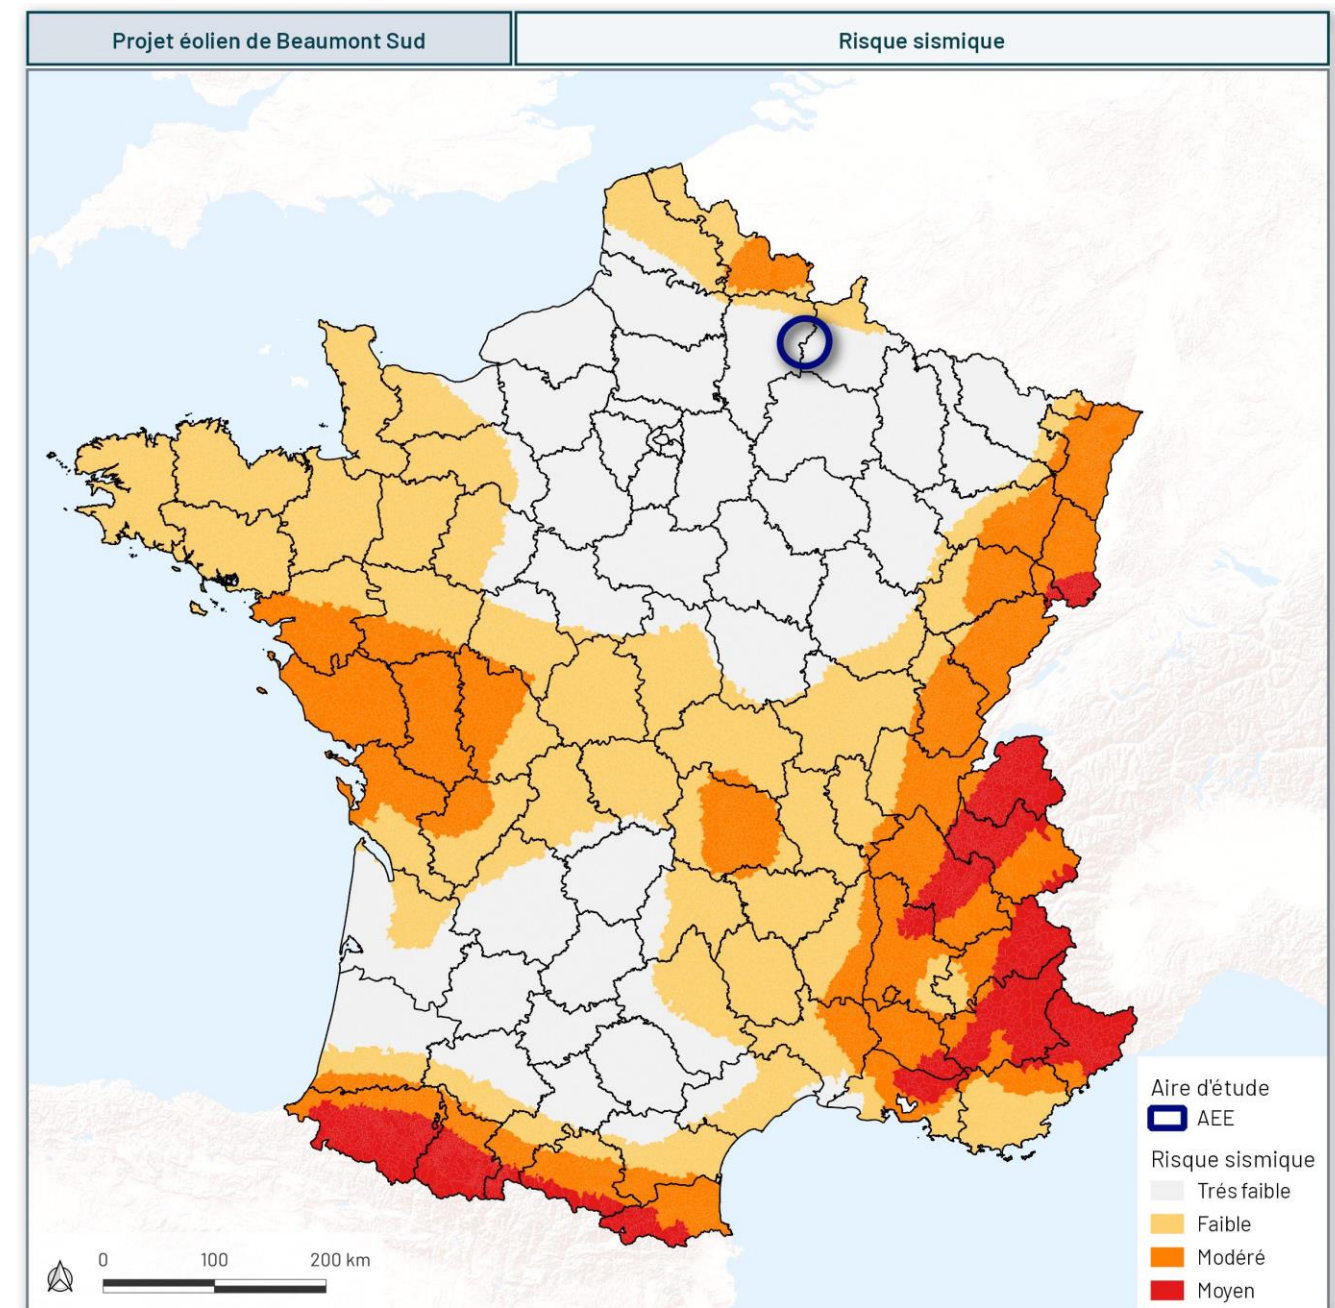 Projet éolien de Beaumont Sud
Risque sismique
Aire d'étude
AEE
Risque sismique
Trés faible
Faible
Modéré
Moyen
0 100 200 km